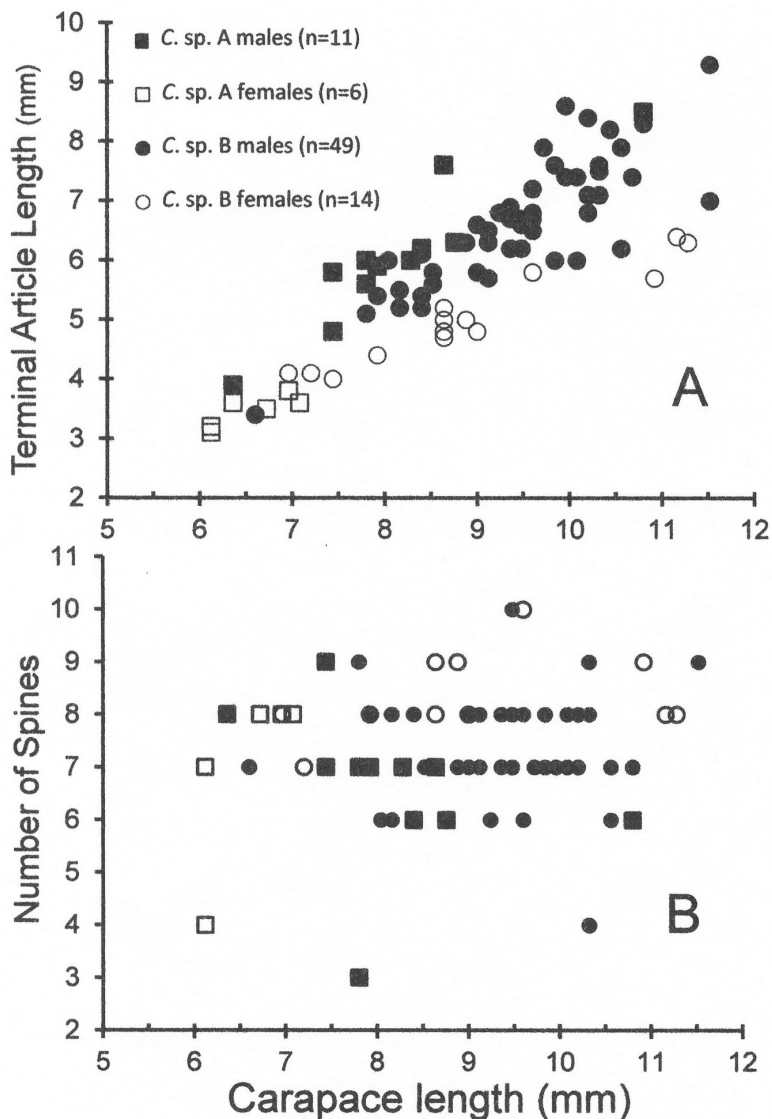 10
9
8
7
6
5
4
3
2
Terminal Article Length (mm)
C. sp. A males (n=11)
C. sp. A females (n=6)
C. sp. B males (n=49)
C. sp. B females (n=14)
A
5 6 7 8 9 10 11 12
11
10
9
8
7
6
5
4
3
2
Number of Spines
B
5 6 7 8 9 10 11 12
Carapace length (mm)